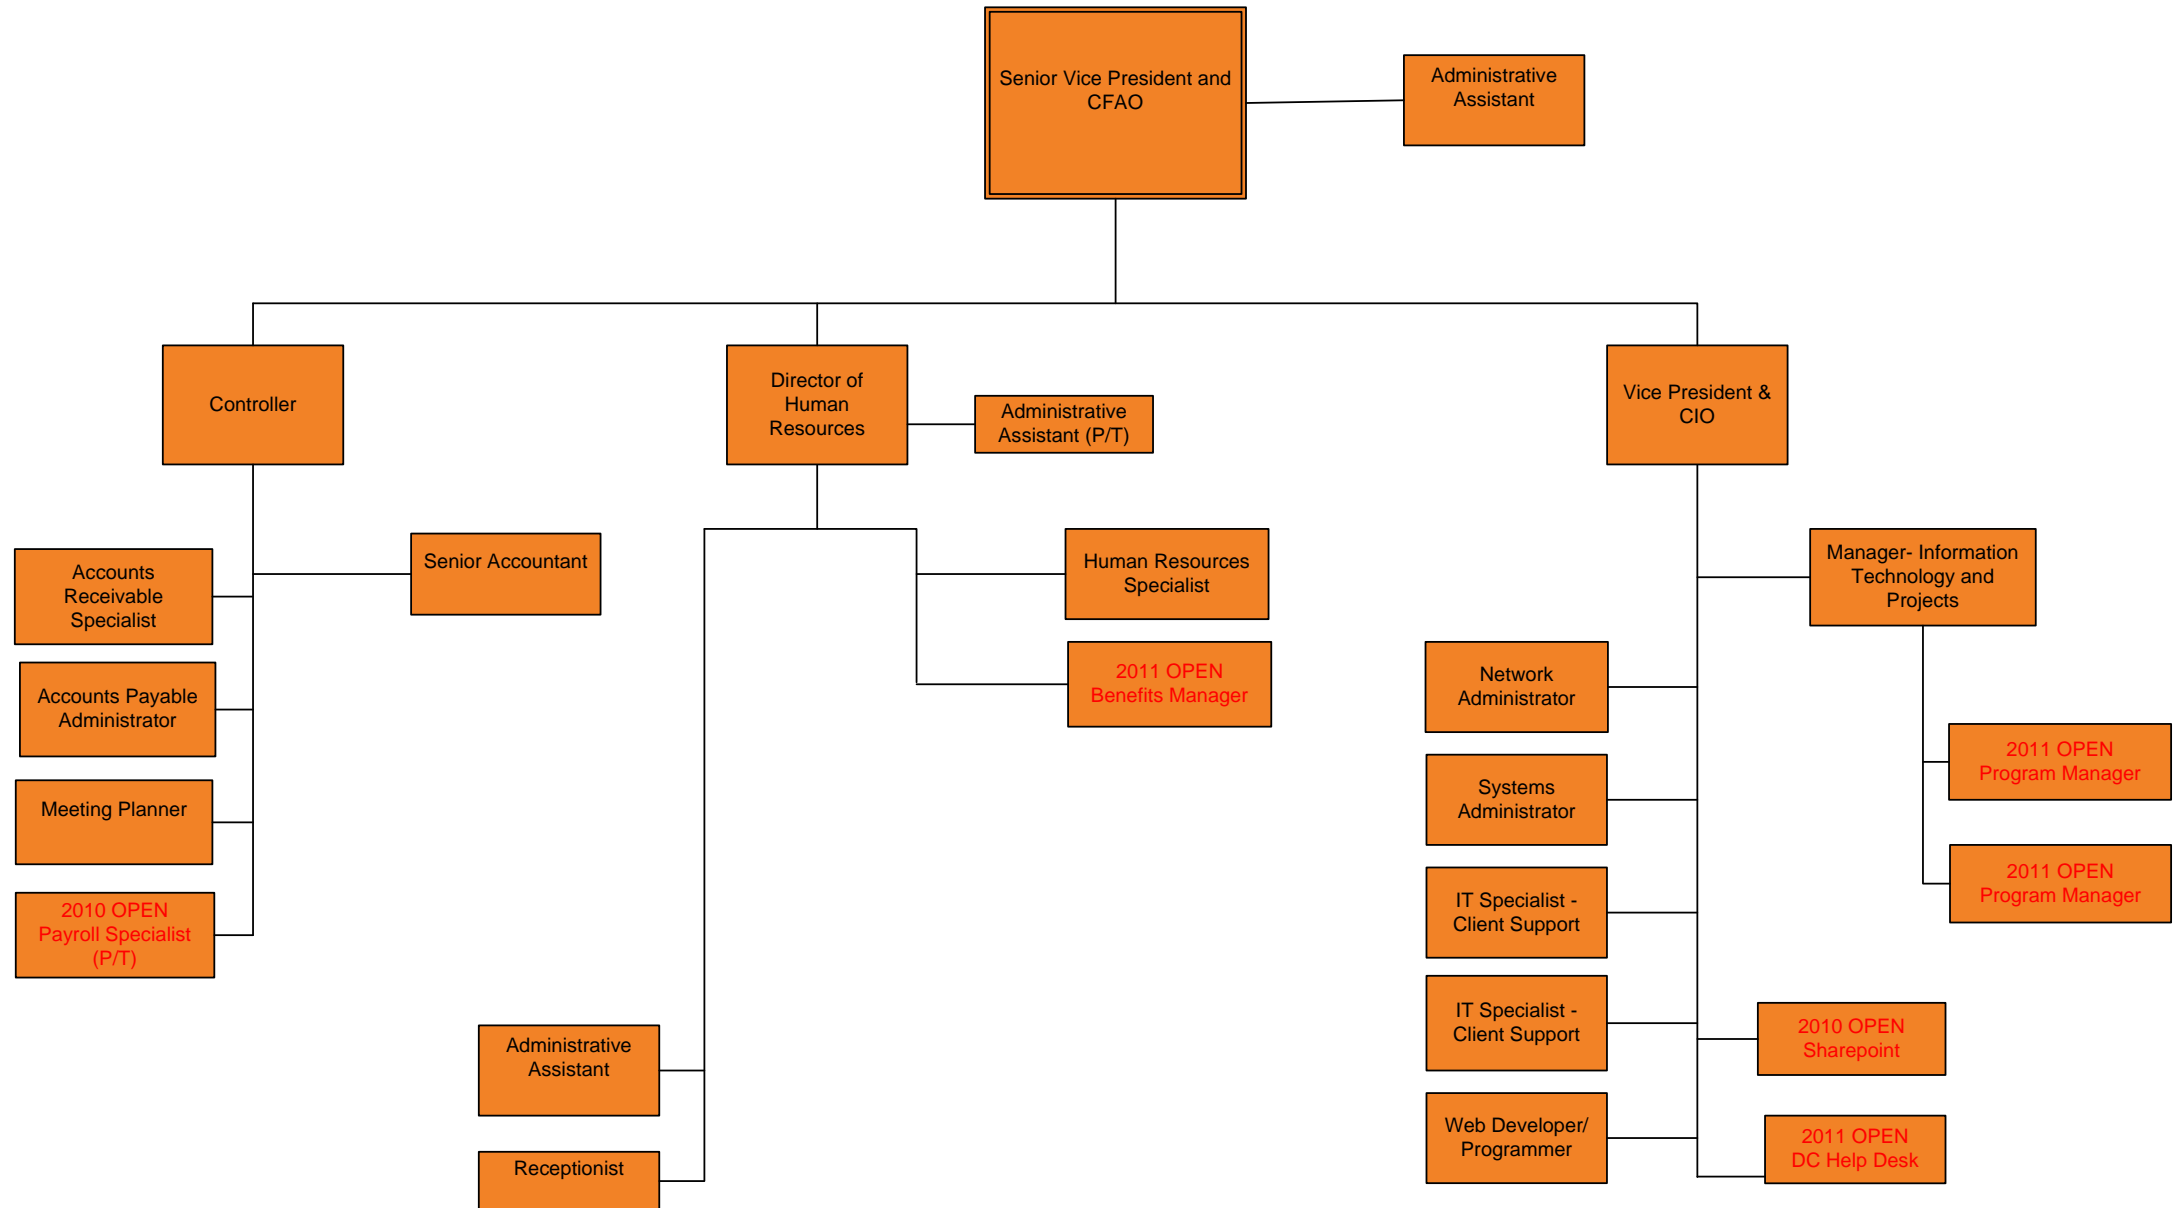 Senior Vice President and
CFAO
Administrative
Assistant
Controller
Director of
Human
Resources
Administrative
Assistant (P/T)
Vice President &
CIO
Accounts
Receivable
Specialist
Senior Accountant
Accounts Payable
Administrator
Meeting Planner
2010 OPEN
Payroll Specialist
(P/T)
Human Resources
Specialist
2011 OPEN
Benefits Manager
Administrative
Assistant
Receptionist
Manager- Information
Technology and
Projects
Network
Administrator
2011 OPEN
Program Manager
Systems
Administrator
2011 OPEN
Program Manager
IT Specialist -
Client Support
IT Specialist -
Client Support
2010 OPEN
Sharepoint
Web Developer/
Programmer
2011 OPEN
DC Help Desk